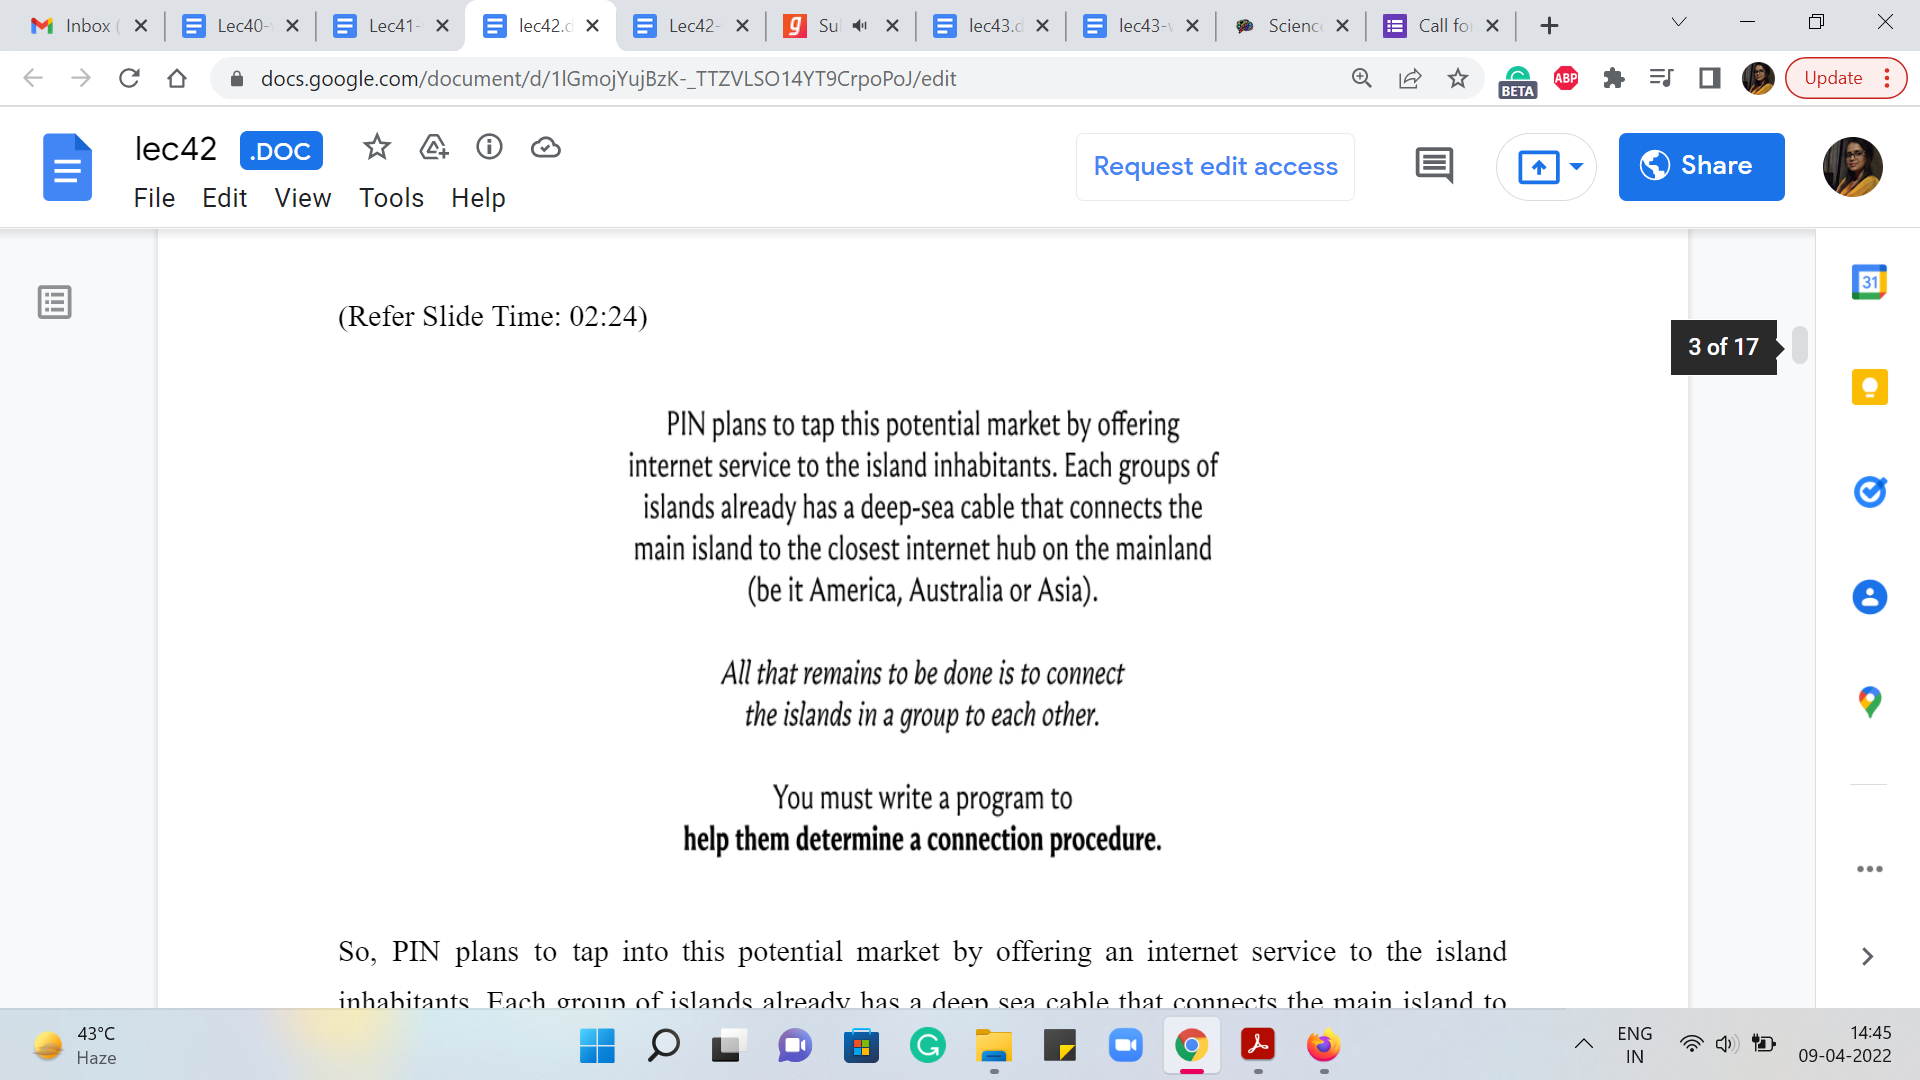 Inbox (
Lec40-
Lec41-
lec42.d
Lec42-
Su
lec43.d
lec43-v
Science
Call fo
docs.google.com/document/d/1lGmojYujBzK-_TTZVLSO14YT9CrpoPoJ/edit
BETA
ABP
Update
lec42
.DOC
File Edit View Tools Help
Request edit access
Share
(Refer Slide Time: 02:24)
3 of 17
31
PIN plans to tap this potential market by offering
internet service to the island inhabitants. Each groups of
islands already has a deep-sea cable that connects the
main island to the closest internet hub on the mainland
(be it America, Australia or Asia).
All that remains to be done is to connect
the islands in a group to each other.
You must write a program to
help them determine a connection procedure.
So, PIN plans to tap into this potential market by offering an internet service to the island
inhabitants. Each group of islands already has a deep sea cable that connects the main island to
43°C
Haze
ENG
IN
14:45
09-04-2022